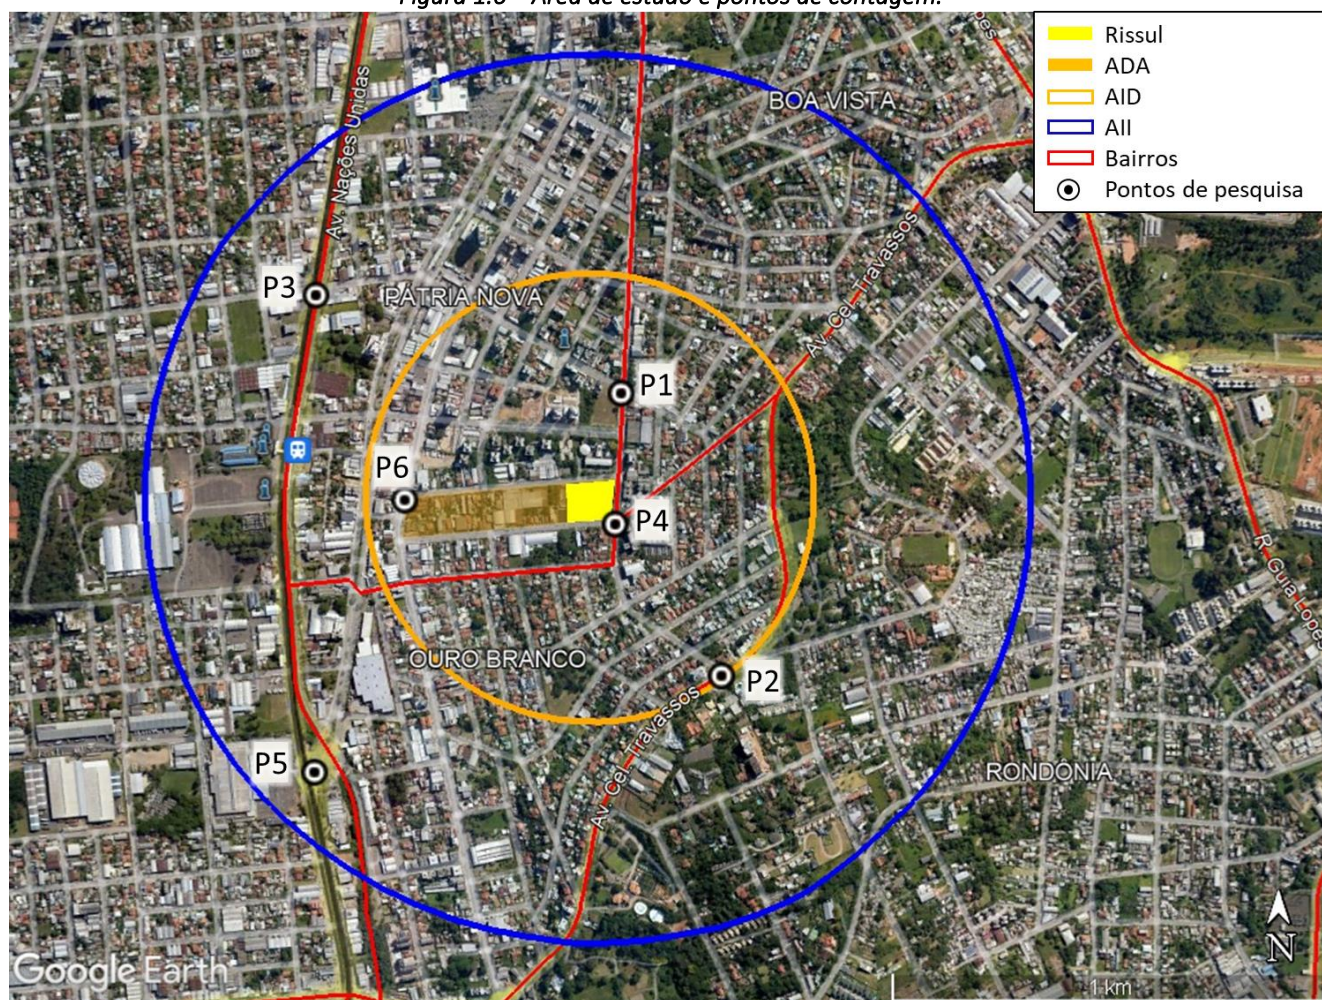 Figura 1.6 – Área de estudo e pontos de contagem.
Rissul
ADA
AID
AII
Bairros
Pontos de pesquisa
Av. Nações Unidas
BOA VISTA
P3
PÁTRIA NOVA
Av. Cel. Travassos
P1
P6
P4
OURO BRANCO
P2
Av. Cel. Travassos
R. Guia Lopes
P5
RONDÔNIA
N
Google Earth
1 km